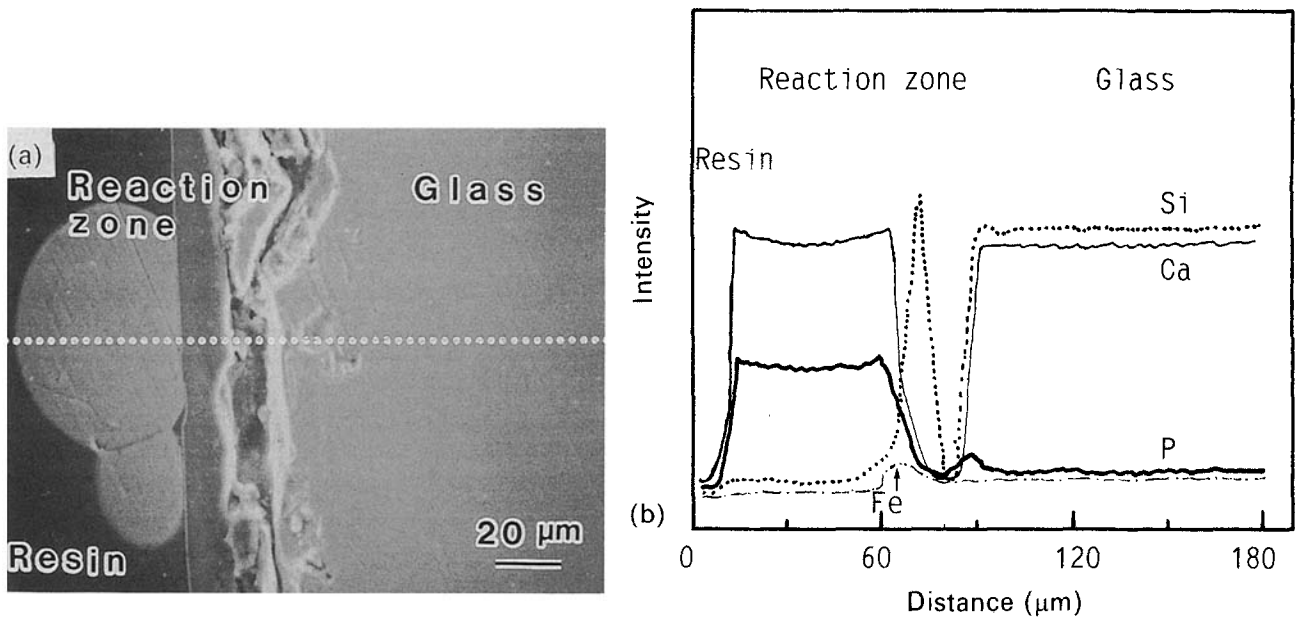 (a)
Reaction
zone
Glass
Resin
20 μm
Reaction zone
Glass
Resin
Si
Ca
P
Fe
Intensity
(b)
0
60
120
180
Distance (μm)